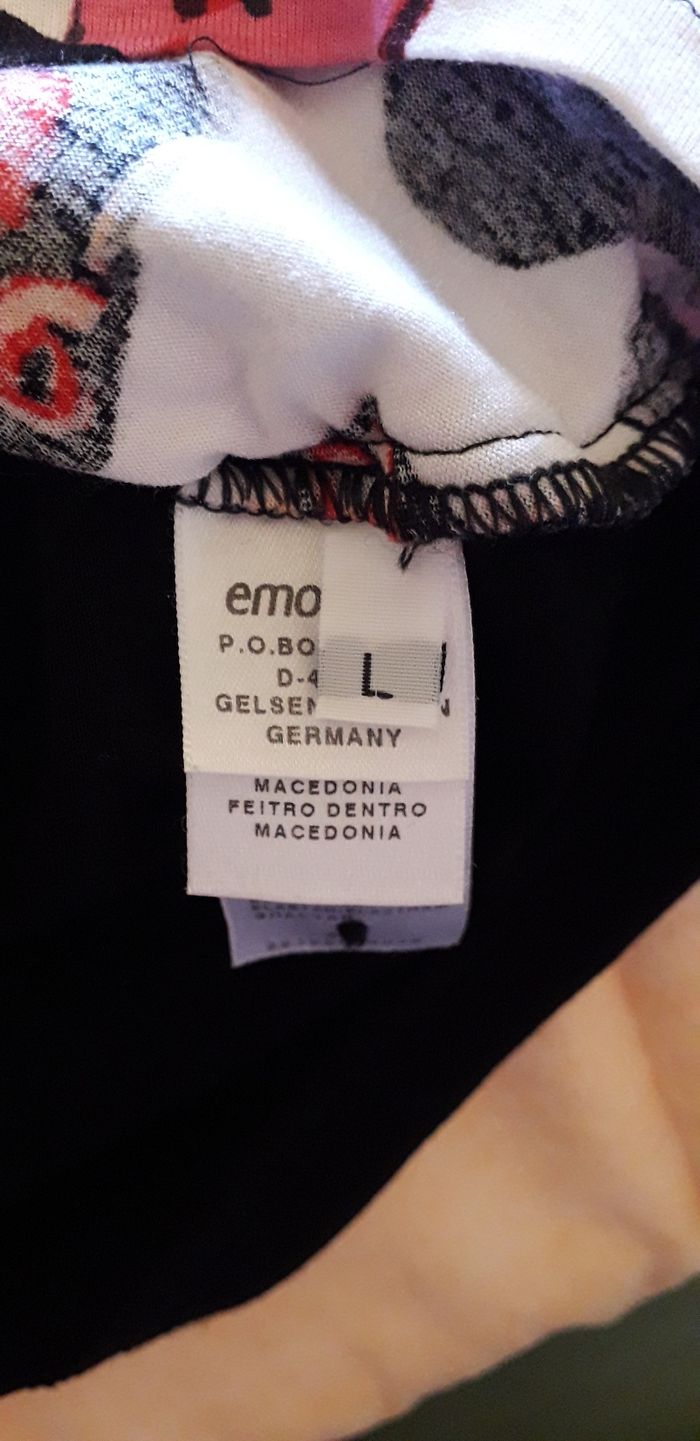 emo
P.O.BO
L
D-4
GELSEN
GERMANY
MACEDONIA
FEITRO DENTRO
MACEDONIA